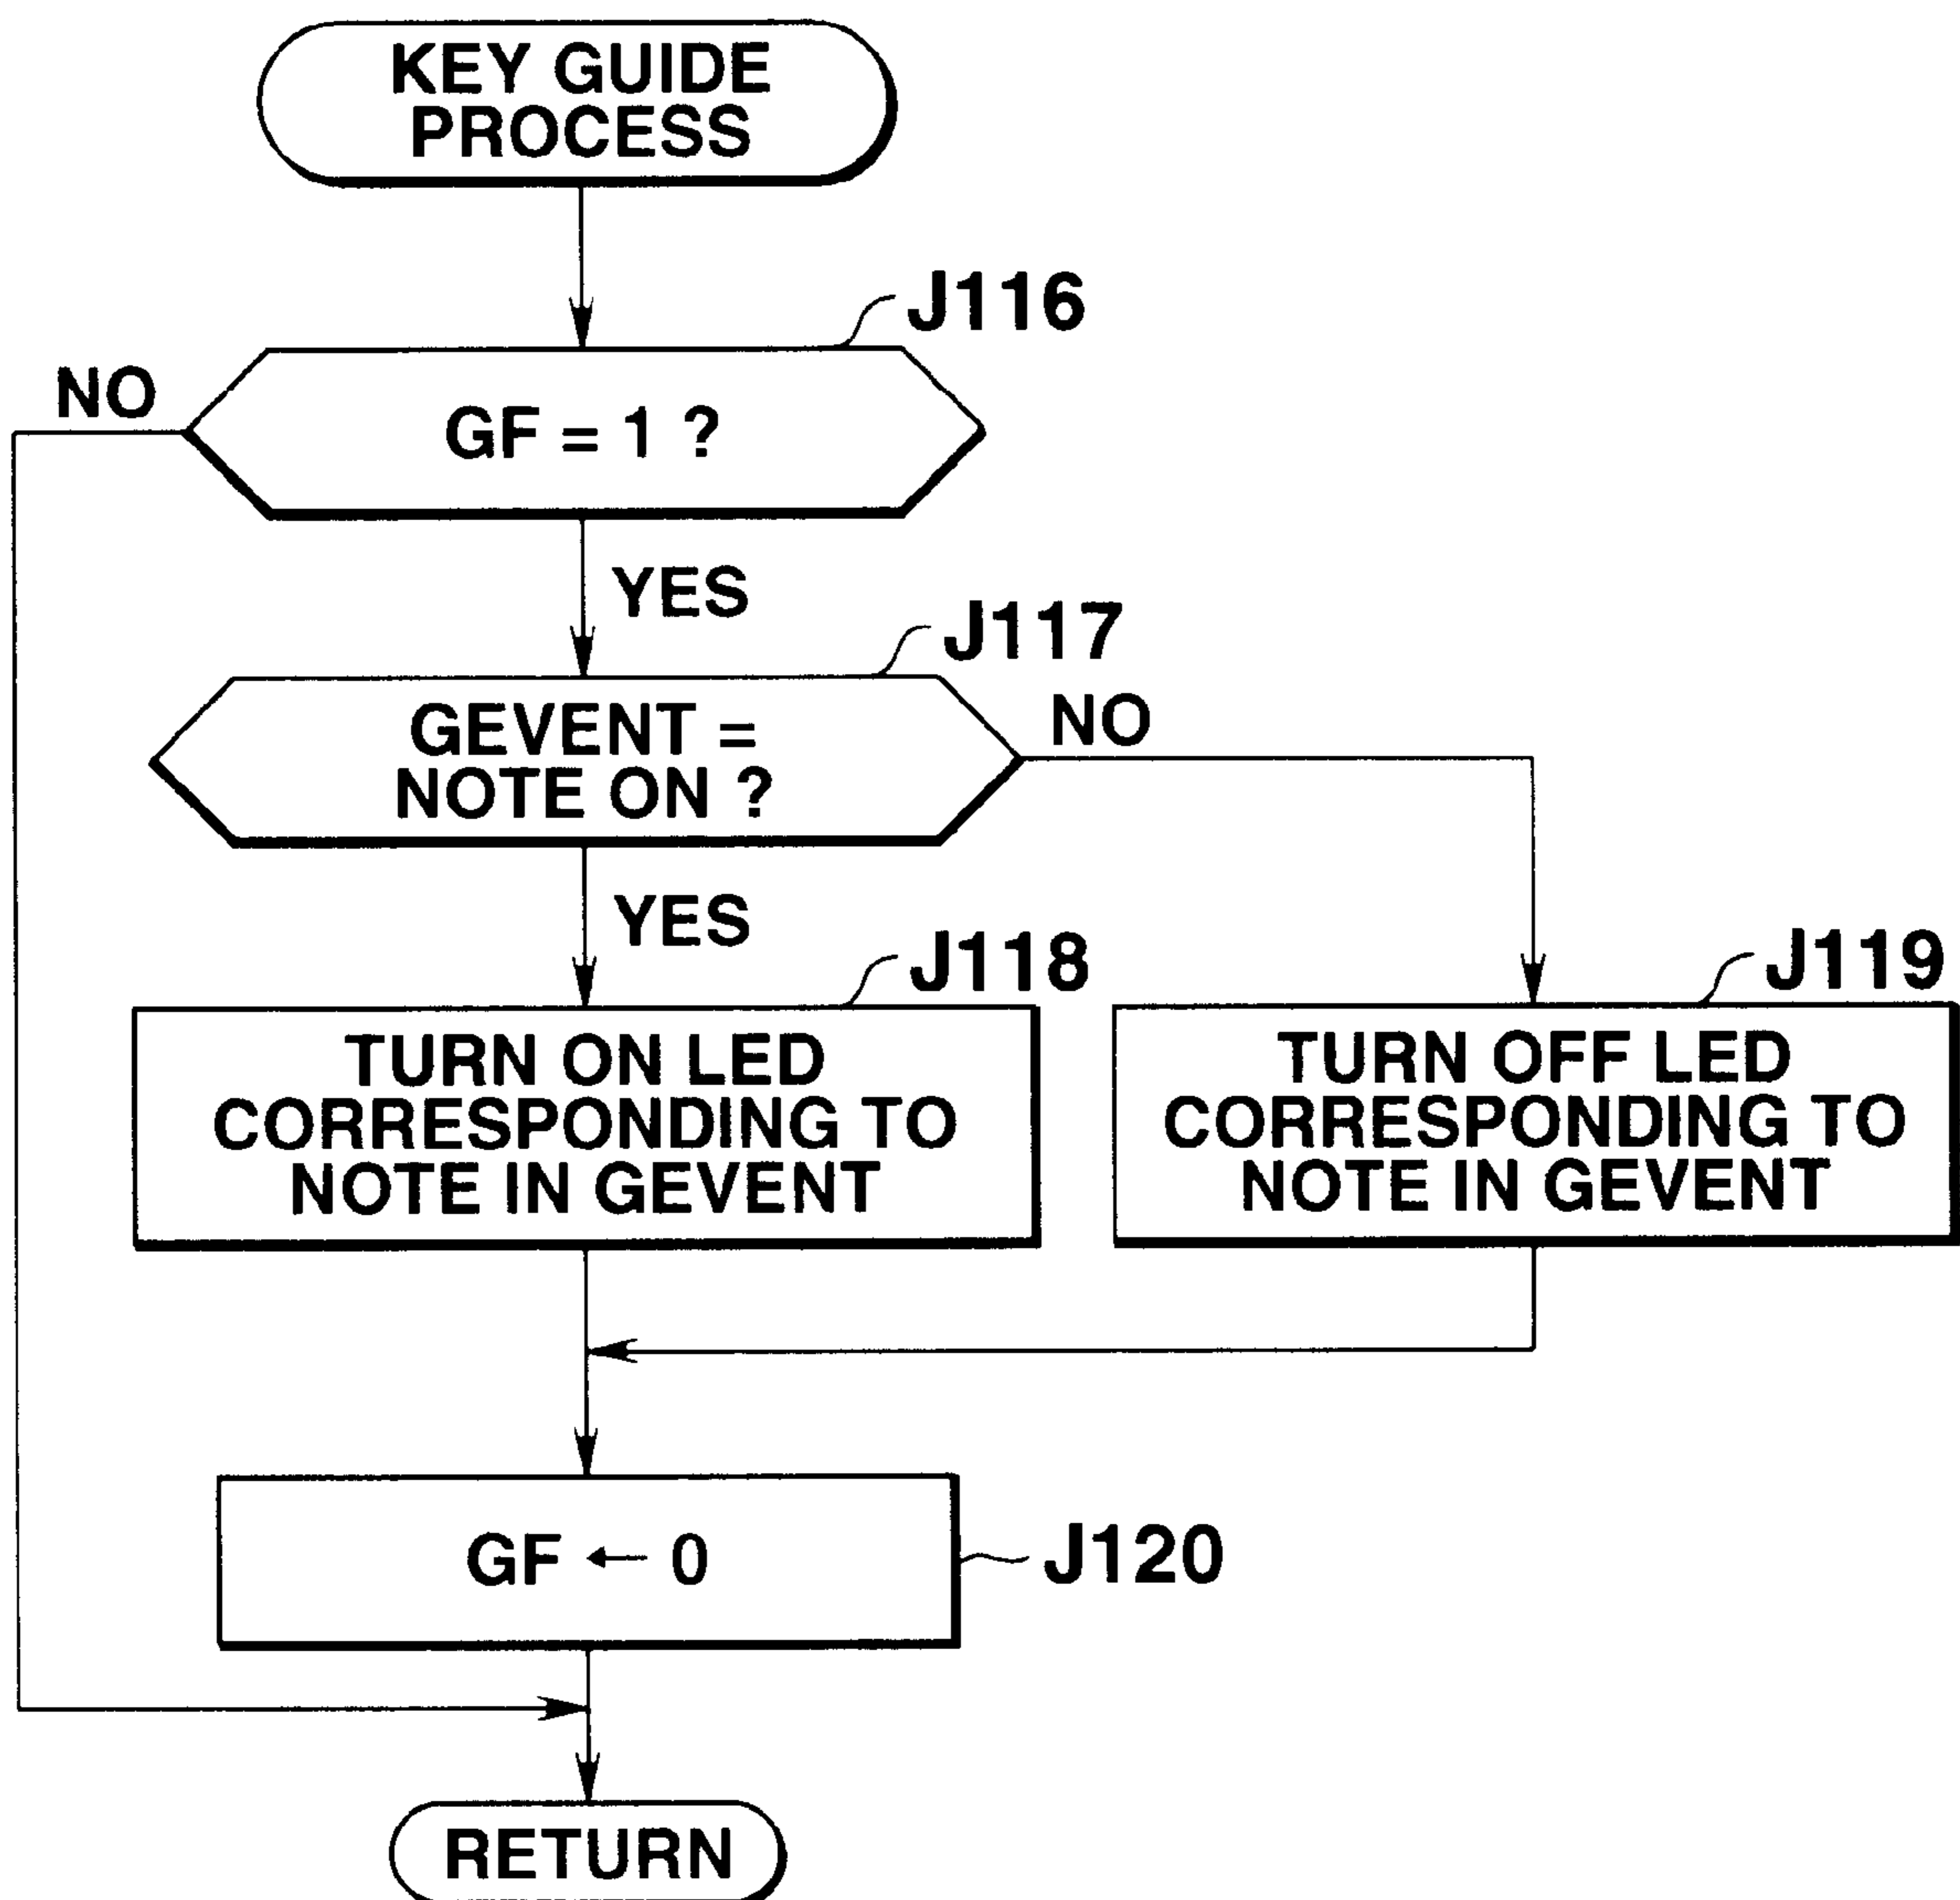 KEY GUIDE
PROCESS
J116
NO
GF = 1 ?
YES
J117
GEVENT =
NOTE ON ?
NO
YES
J118
J119
TURN ON LED
CORRESPONDING TO
NOTE IN GEVENT
TURN OFF LED
CORRESPONDING TO
NOTE IN GEVENT
GF ← 0
J120
RETURN